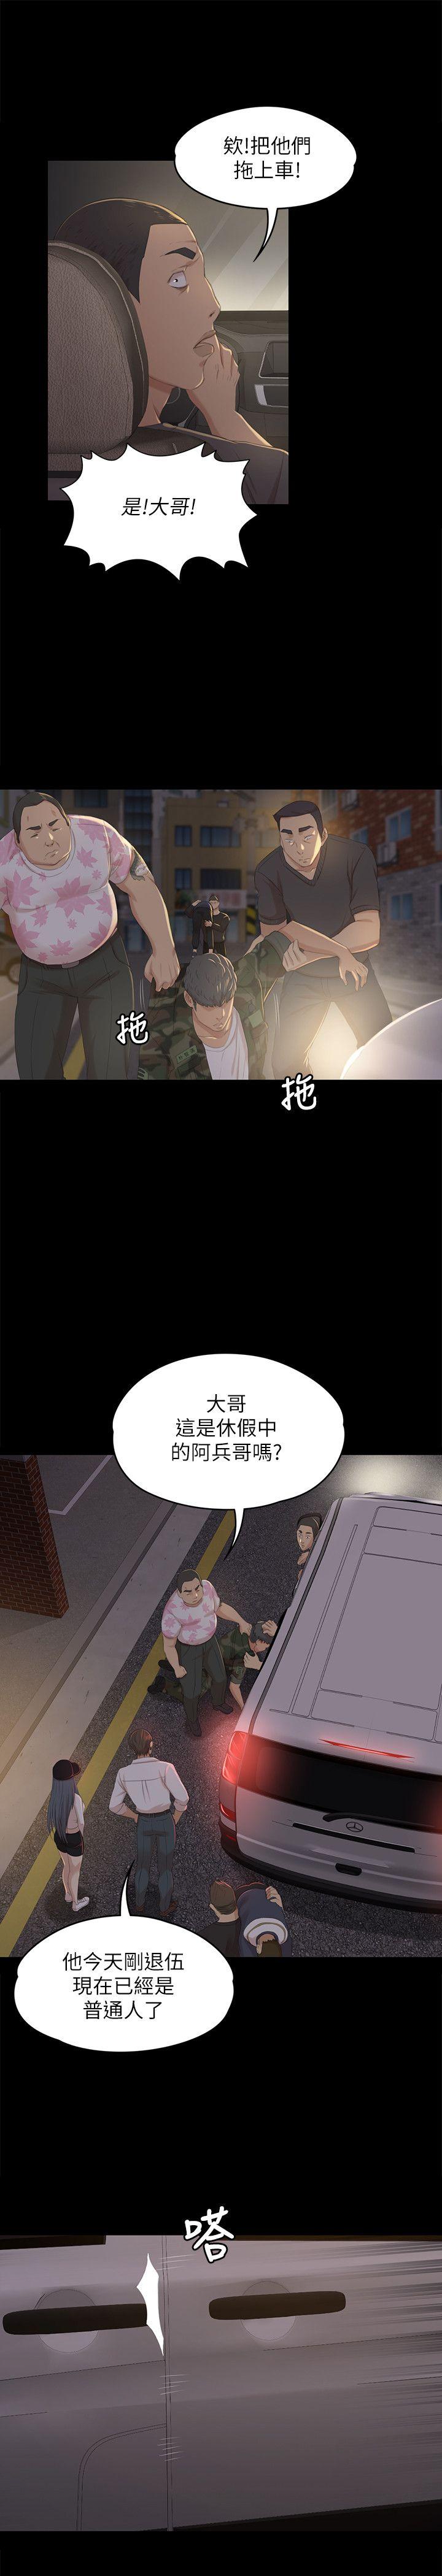 欸!把他們
拖上車!
是!大哥!
拖
拖
大哥
這是休假中
的阿兵哥嗎?
他今天剛退伍
現在已經是
普通人了
嗒